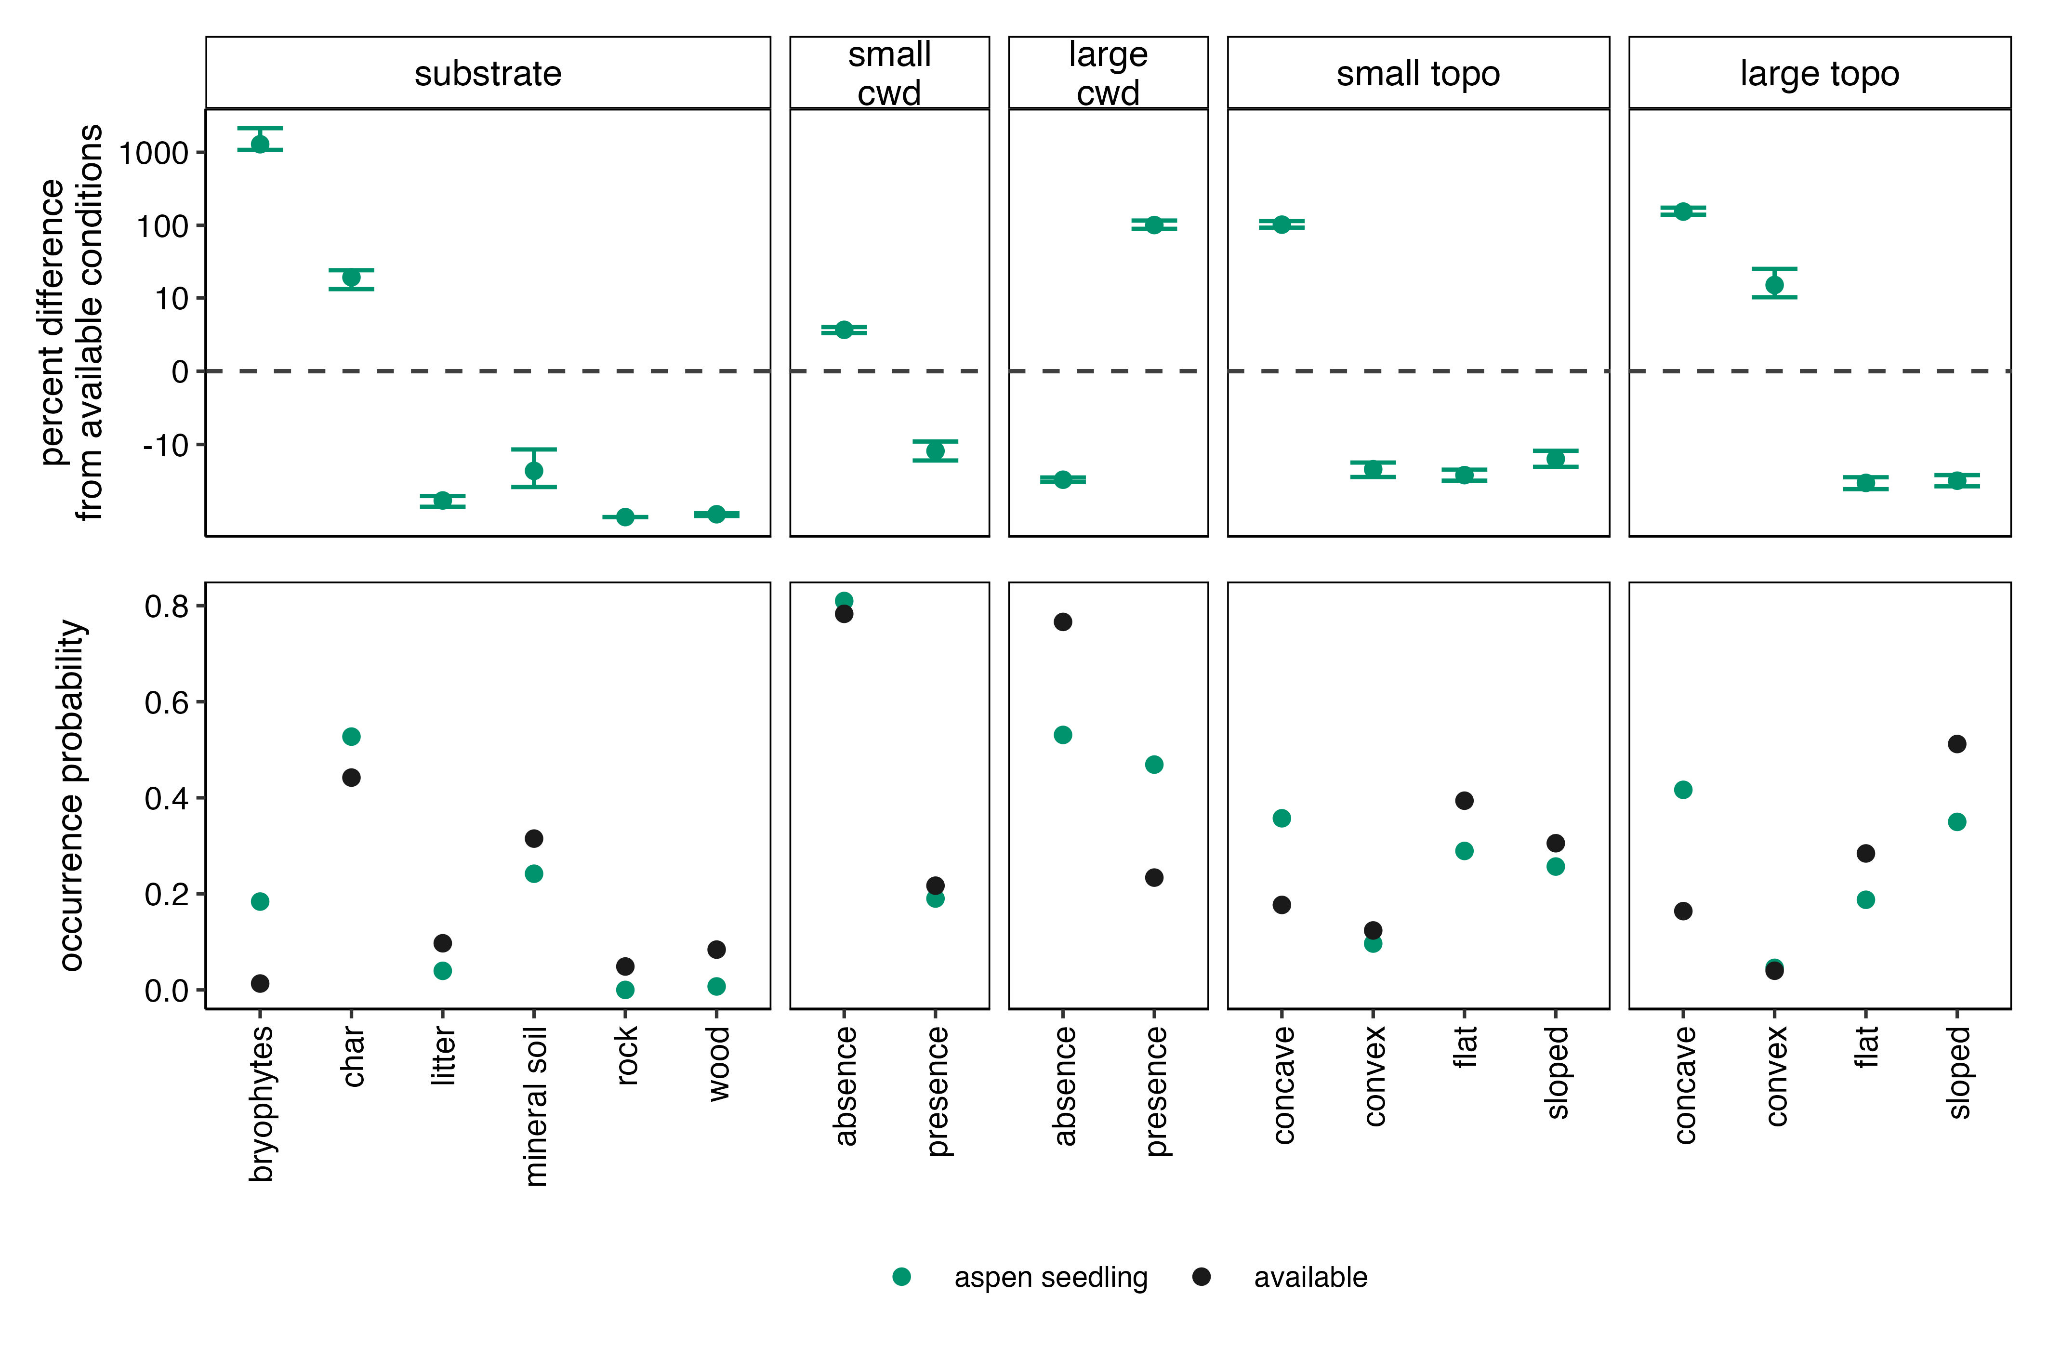 substrate
small
cwd
large
cwd
small topo
large topo
percent difference
from available conditions
1000
100
10
0
-10
occurrence probability
0.8
0.6
0.4
0.2
0.0
bryophytes
char
litter
mineral soil
rock
wood
absence
presence
absence
presence
concave
convex
flat
sloped
concave
convex
flat
sloped
aspen seedling
available